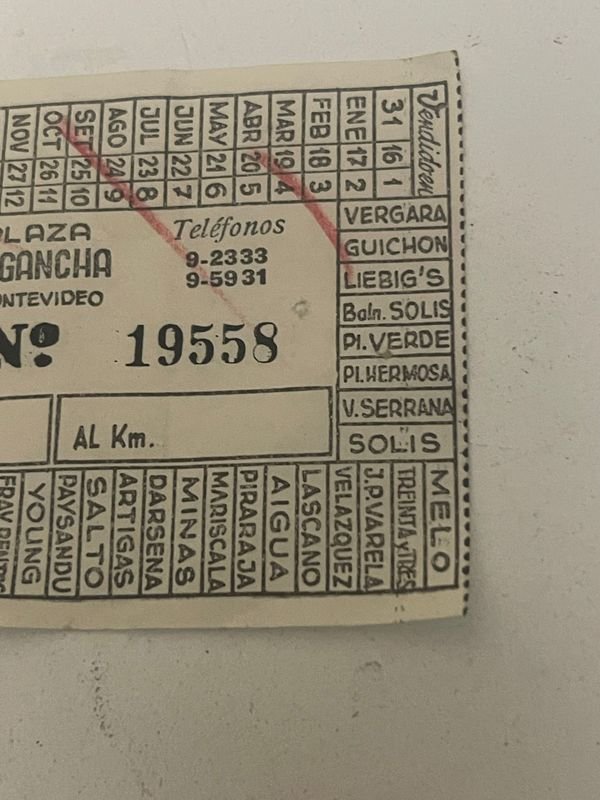 Vendido en
31 16 1
ENE 17 2
FEB 18 3
MAR 19 4
ABR 20 5
MAY 21 6
JUN 22 7
JUL 23 8
AGO 24 9
SET 25 10
OCT 26 11
NOV 27 12
PLAZA
GANCHA
ONTEVIDEO
Teléfonos
9-2333
9-5931
Nº 19558
AL Km.
VERGARA
GUICHON
LIEBIG'S
Baln. SOLIS
PI. VERDE
PI. HERMOSA
V. SERRANA
SOLIS
MELO
TREINTA y TRES
J.P. VARELA
VELAZQUEZ
LASCANO
AIGUA
PIRARAJA
MARISCALA
MINAS
DARSENA
ARTIGAS
SALTO
PAYSANDU
YOUNG